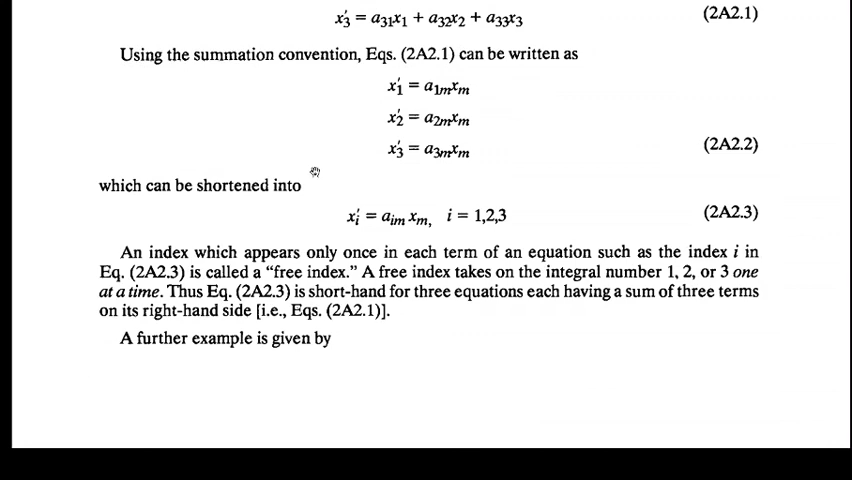 x′₃ = a₃₁x₁ + a₃₂x₂ + a₃₃x₃ (2A2.1)
Using the summation convention, Eqs. (2A2.1) can be written as
x′₁ = a₁ₘxₘ
x′₂ = a₂ₘxₘ
x′₃ = a₃ₘxₘ (2A2.2)
which can be shortened into
x′ᵢ = aᵢₘ xₘ, i = 1,2,3 (2A2.3)
An index which appears only once in each term of an equation such as the index i in
Eq. (2A2.3) is called a “free index.” A free index takes on the integral number 1, 2, or 3 one
at a time. Thus Eq. (2A2.3) is short-hand for three equations each having a sum of three terms
on its right-hand side [i.e., Eqs. (2A2.1)].
A further example is given by